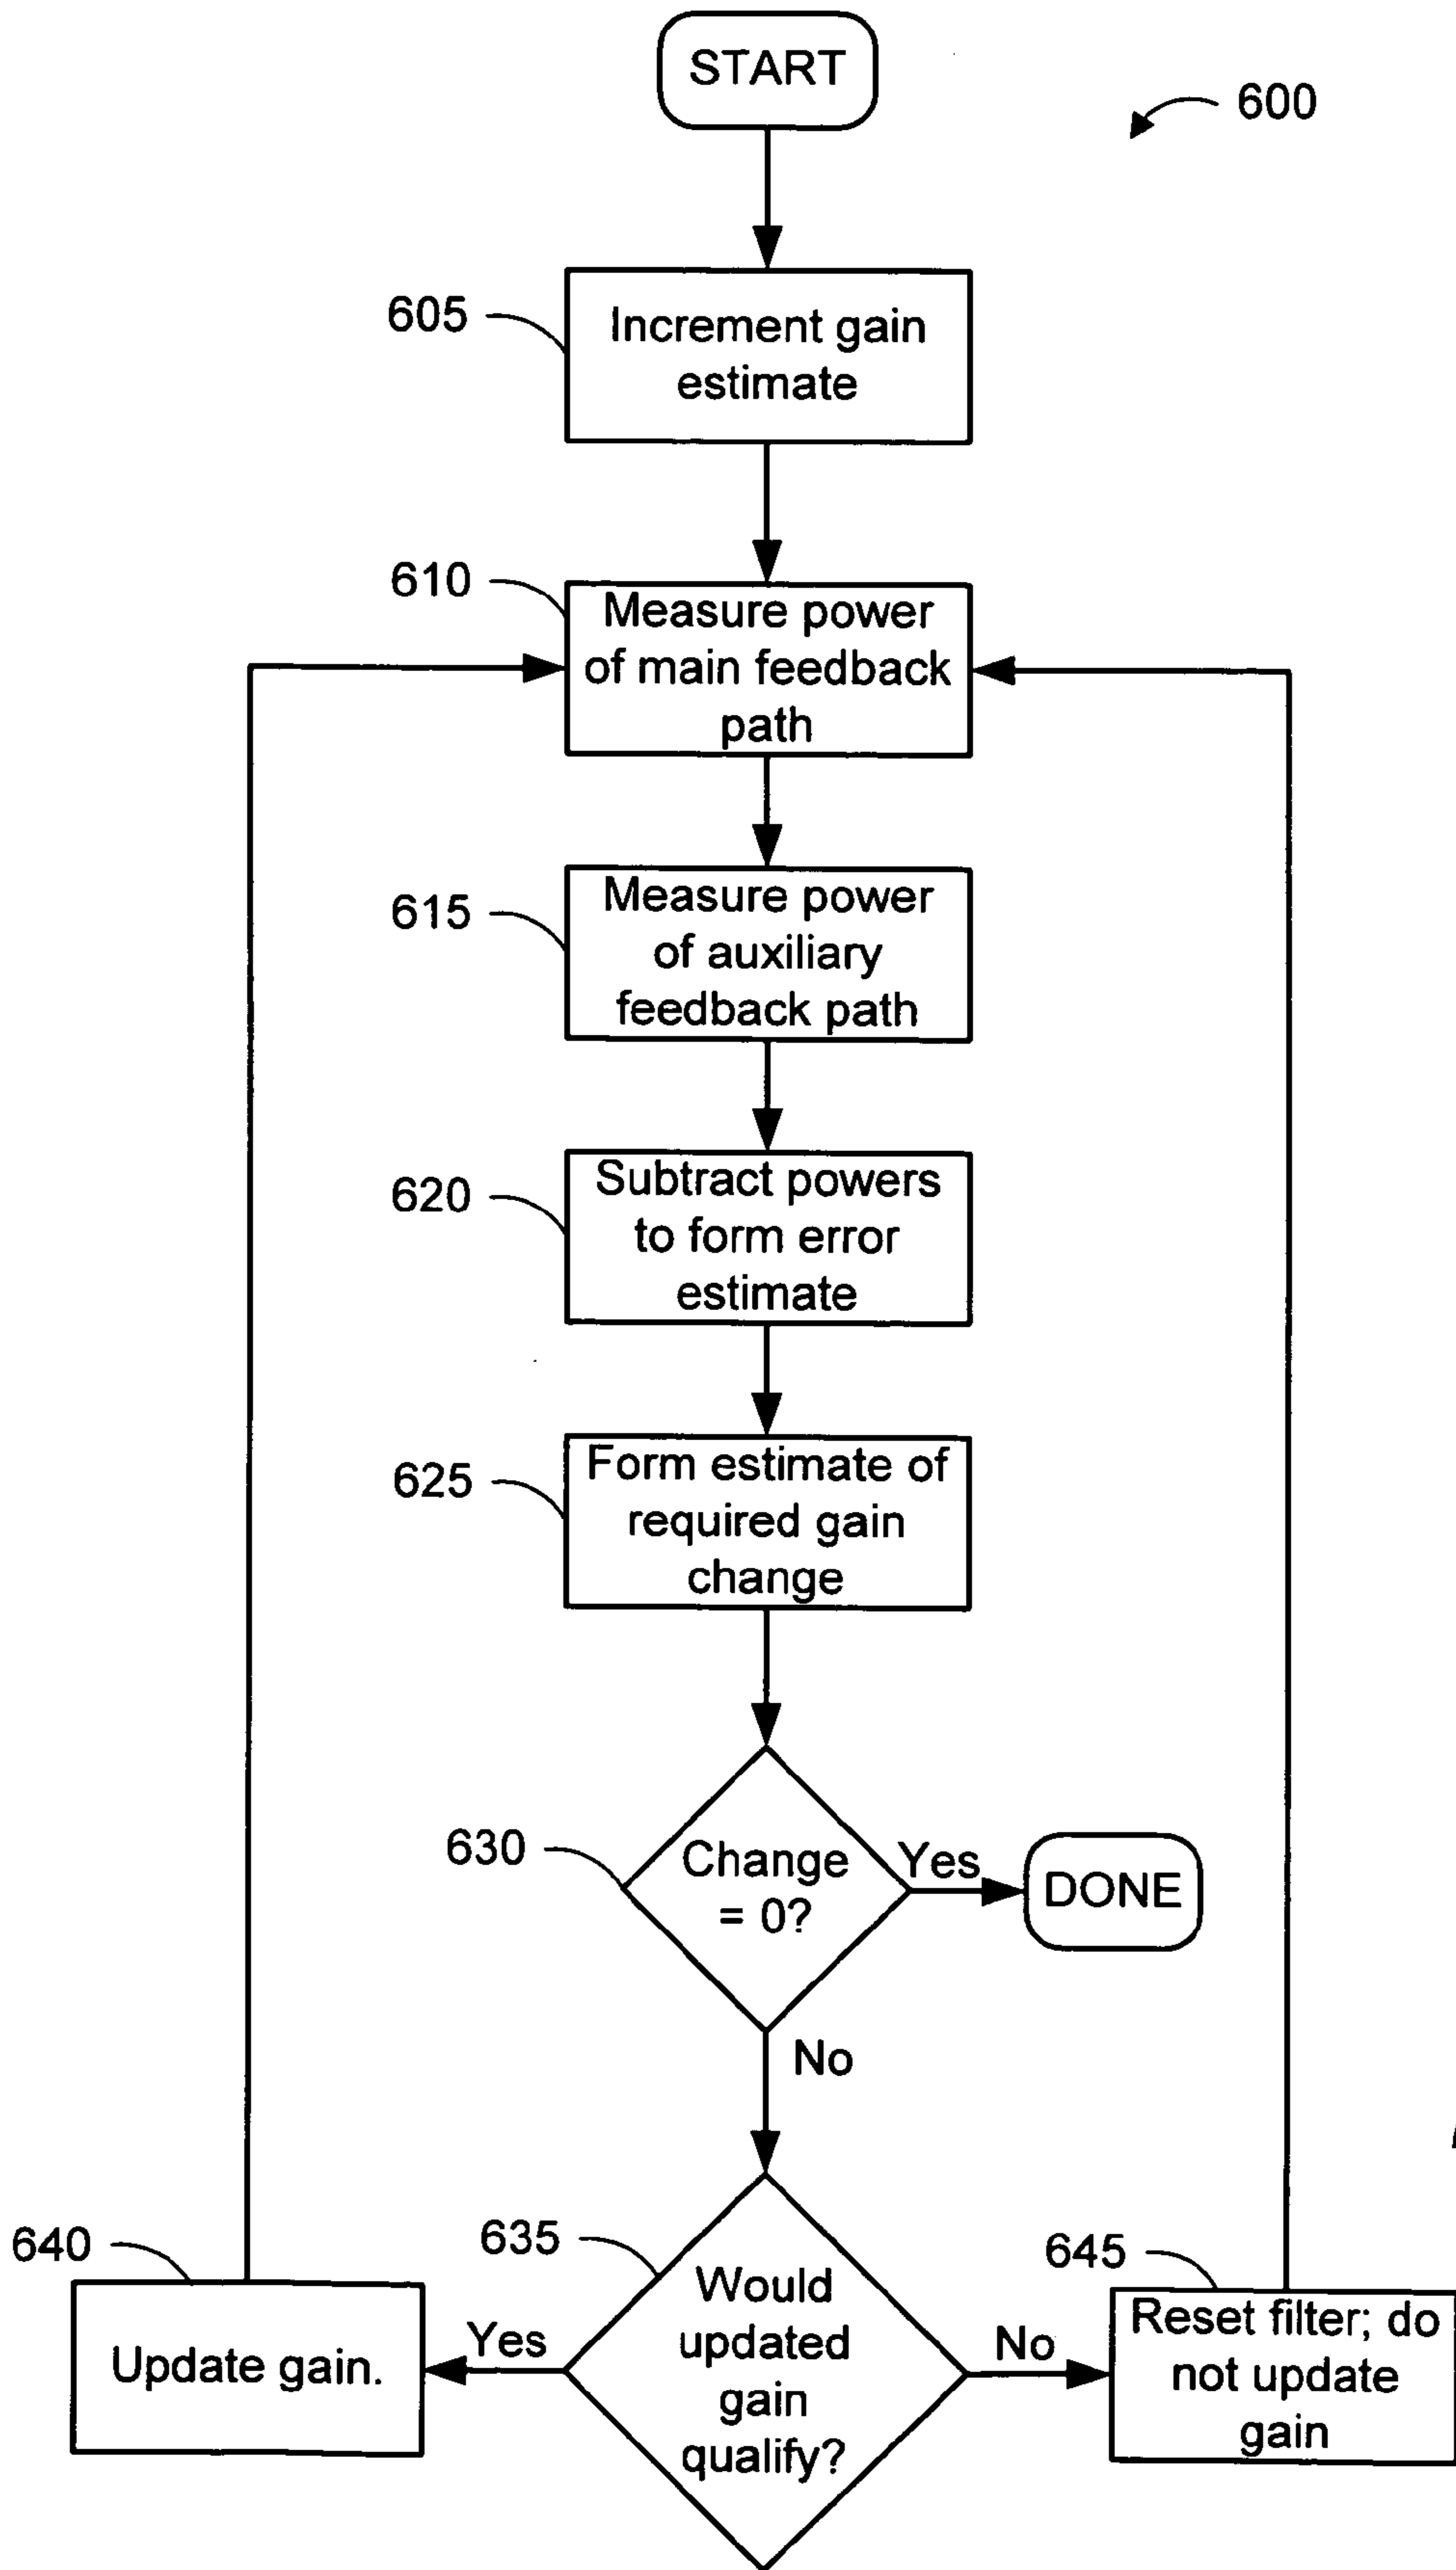 START
600
605
Increment gain
estimate
610
Measure power
of main feedback
path
615
Measure power
of auxiliary
feedback path
620
Subtract powers
to form error
estimate
625
Form estimate of
required gain
change
630
Change
= 0?
Yes
DONE
No
635
Would
updated
gain
qualify?
Yes
640
Update gain.
No
645
Reset filter; do
not update
gain